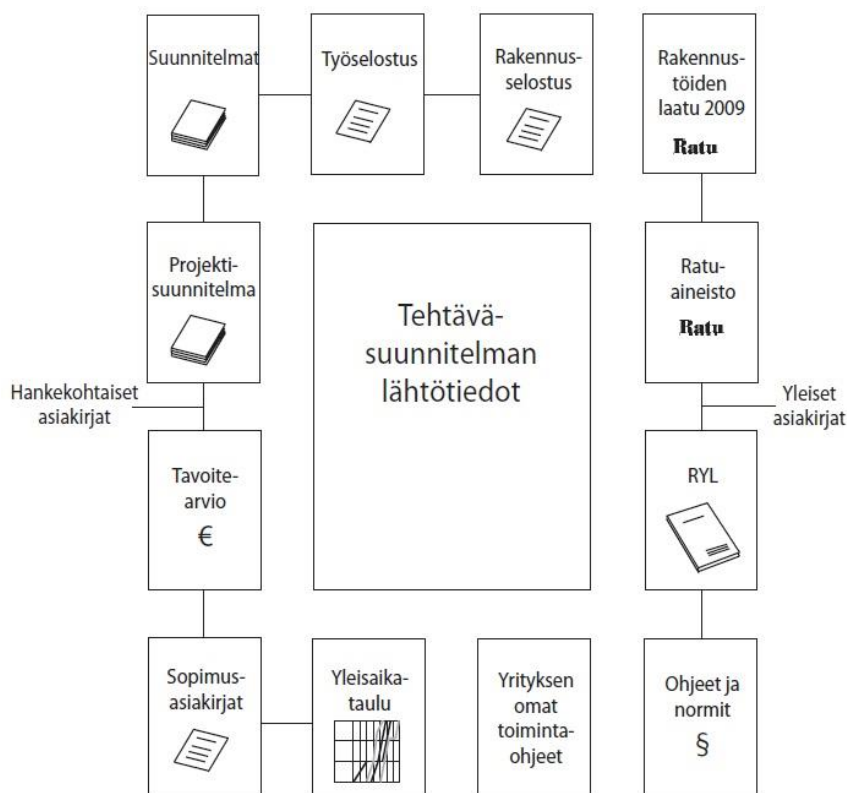 Suunnitelmat
Työselostus
Rakennus-
selostus
Rakennus-
töiden
laatu 2009
Ratu
Projekti-
suunnitelma
Tehtävä-
suunnitelman
lähtötiedot
Ratu-
aineisto
Ratu
Hankekohtaiset
asiakirjat
Yleiset
asiakirjat
Tavoite-
arvio
€
RYL
Sopimus-
asiakirjat
Yleisaika-
taulu
Yrityksen
omat
toiminta-
ohjeet
Ohjeet ja
normit
§